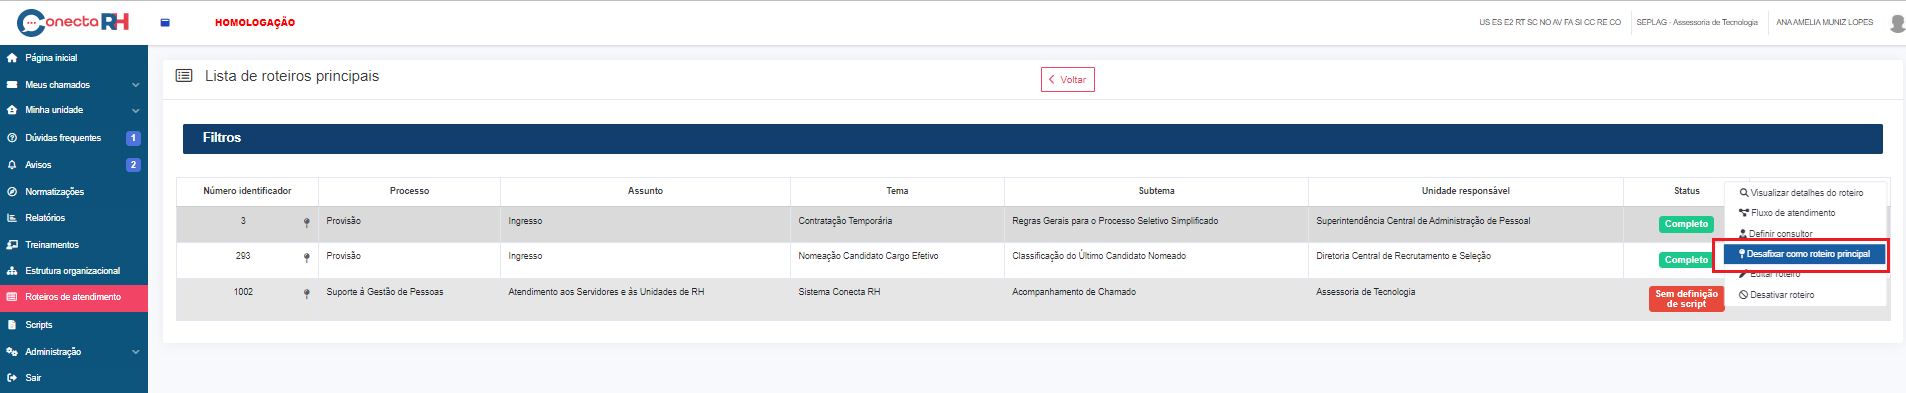 Conecta RH
HOMOLOGAÇÃO
US ES E2 RT SC NO AV FA SI CC RE CO
SEPLAG - Assessoria de Tecnologia
ANA AMELIA MUNIZ LOPES
Página inicial
Meus chamados
Minha unidade
Dúvidas frequentes 1
Avisos 2
Normatizações
Relatórios
Treinamentos
Estrutura organizacional
Roteiros de atendimento
Scripts
Administração
Sair
Lista de roteiros principais
Voltar
Filtros
Número identificador Processo Assunto Tema Subtema Unidade responsável Status
3 Provisão Ingresso Contratação Temporária Regras Gerais para o Processo Seletivo Simplificado Superintendência Central de Administração de Pessoal Completo
293 Provisão Ingresso Nomeação Candidato Cargo Efetivo Classificação do Último Candidato Nomeado Diretoria Central de Recrutamento e Seleção Completo
1002 Suporte à Gestão de Pessoas Atendimento aos Servidores e às Unidades de RH Sistema Conecta RH Acompanhamento de Chamado Assessoria de Tecnologia Sem definição
de script
Visualizar detalhes do roteiro
Fluxo de atendimento
Definir consultor
Desafixar como roteiro principal
Editar roteiro
Desativar roteiro